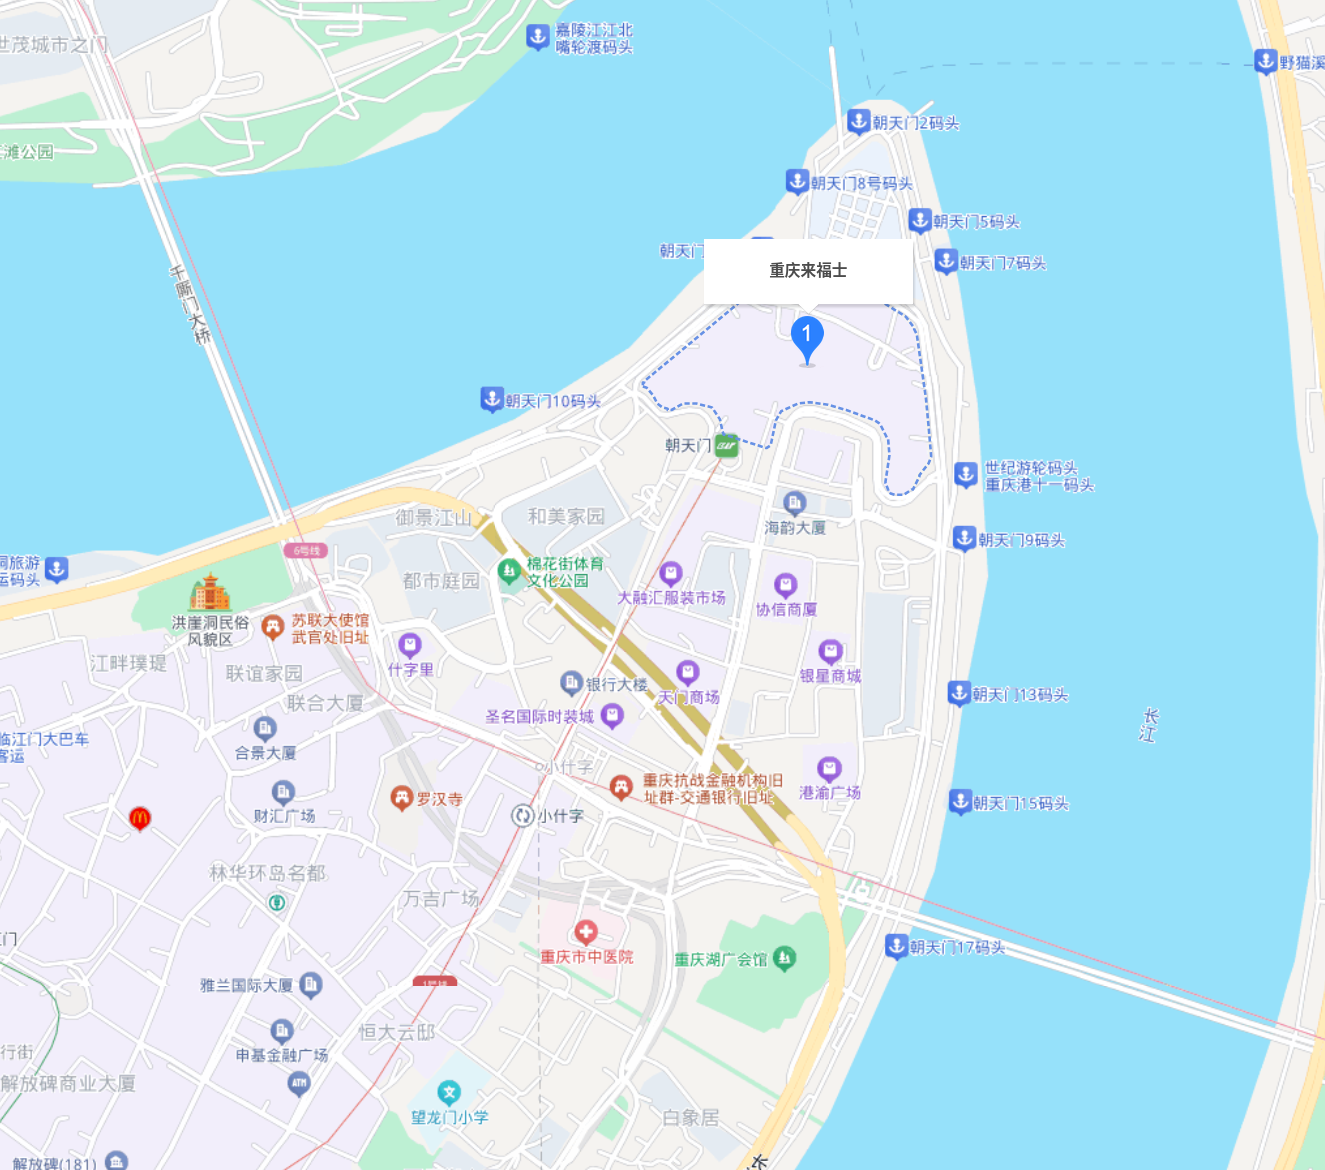 世茂城市之门
嘉陵江江北
嘴轮渡码头
野猫溪
滩公园
朝天门2码头
朝天门8号码头
朝天门5码头
朝天门
朝天门7码头
重庆来福士
1
千厮门大桥
朝天门10码头
朝天门
世纪游轮码头
重庆港十一码头
御景江山
和美家园
海韵大厦
朝天门9码头
6号线
洞旅游
运码头
都市庭园
棉花街体育
文化公园
大融汇服装市场
协信商厦
洪崖洞民俗
风貌区
苏联大使馆
武官处旧址
什字里
江畔璞瑅
联谊家园
银行大楼
天门商场
银星商城
联合大厦
圣名国际时装城
朝天门13码头
长江
临江门大巴车
客运
合景大厦
小什字
重庆抗战金融机构旧
址群-交通银行旧址
港渝广场
罗汉寺
财汇广场
小什字
朝天门15码头
林华环岛名都
万吉广场
门
重庆市中医院
重庆湖广会馆
朝天门17码头
雅兰国际大厦
1号线
恒大云邸
行街
申基金融广场
解放碑商业大厦
ATM
文
望龙门小学
白象居
解放碑(181)
长